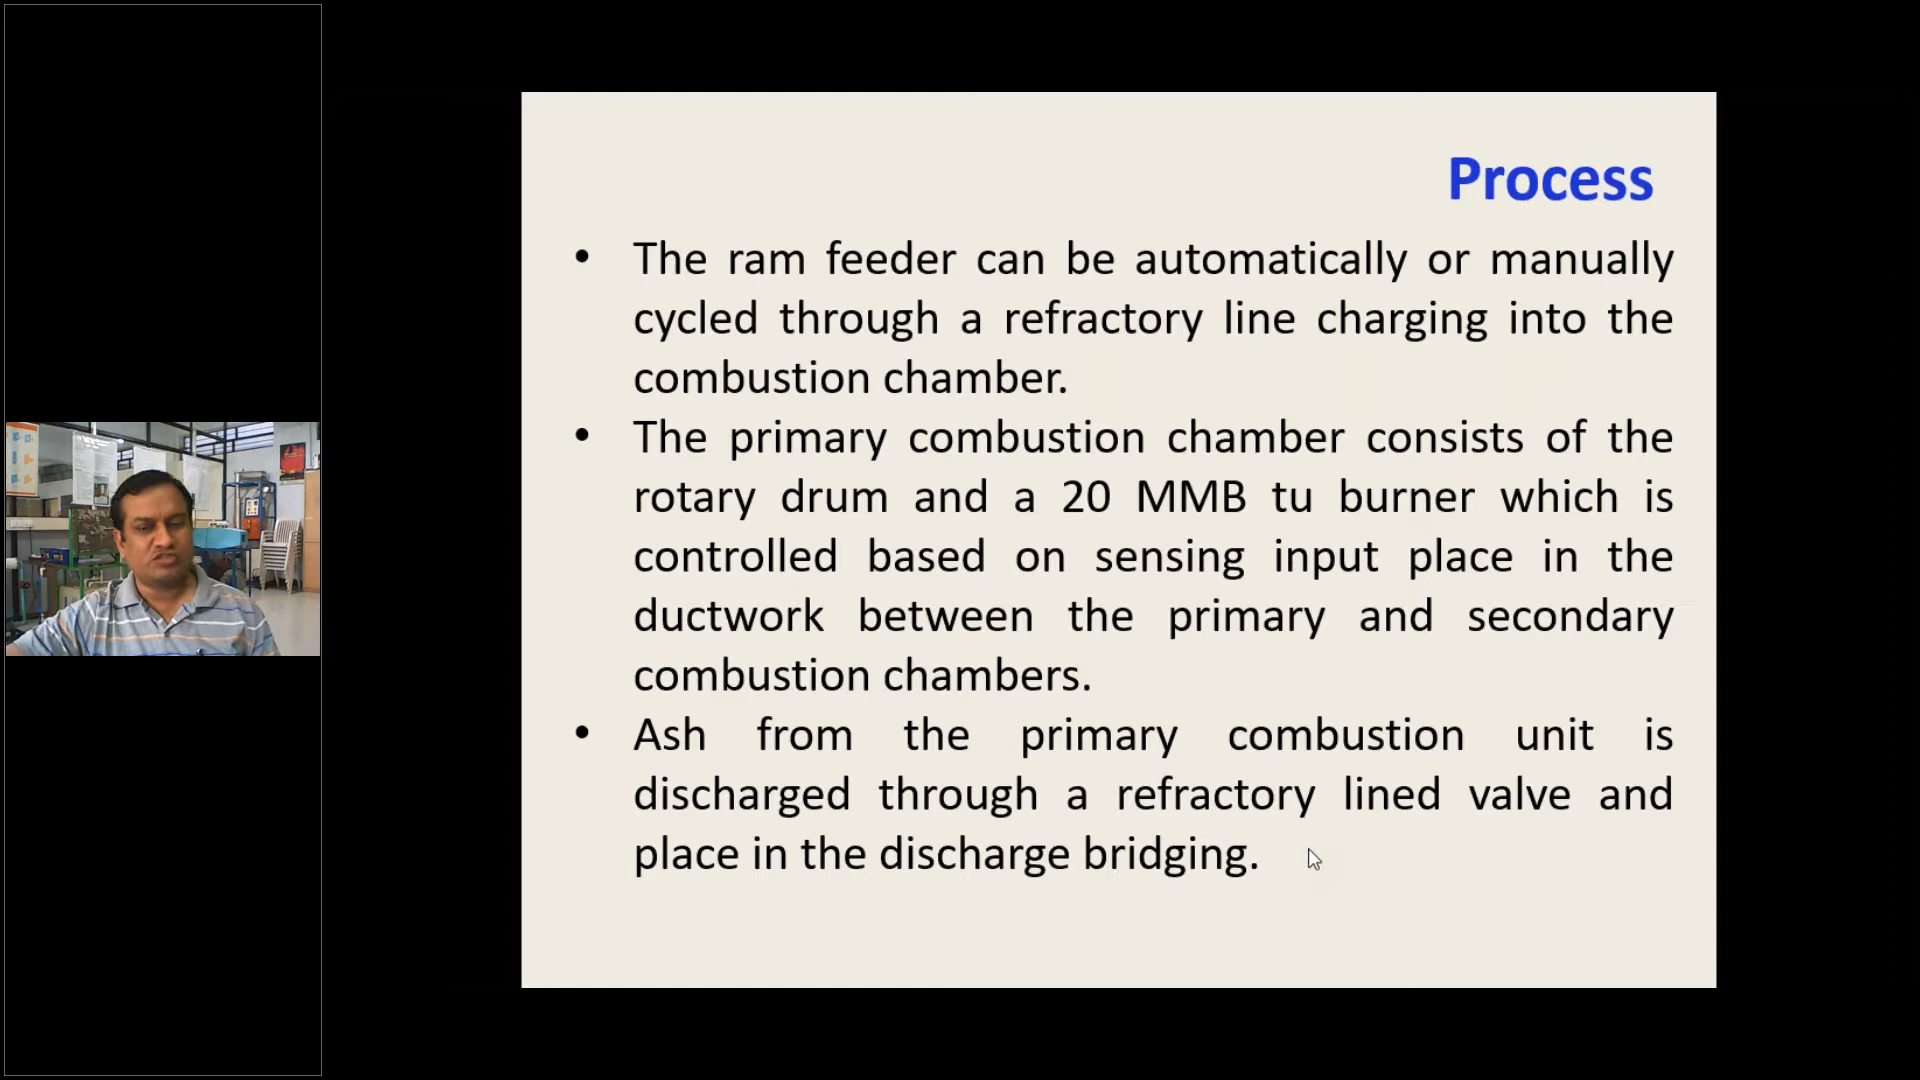 Process
• The ram feeder can be automatically or manually
cycled through a refractory line charging into the
combustion chamber.
• The primary combustion chamber consists of the
rotary drum and a 20 MMB tu burner which is
controlled based on sensing input place in the
ductwork between the primary and secondary
combustion chambers.
• Ash from the primary combustion unit is
discharged through a refractory lined valve and
place in the discharge bridging.